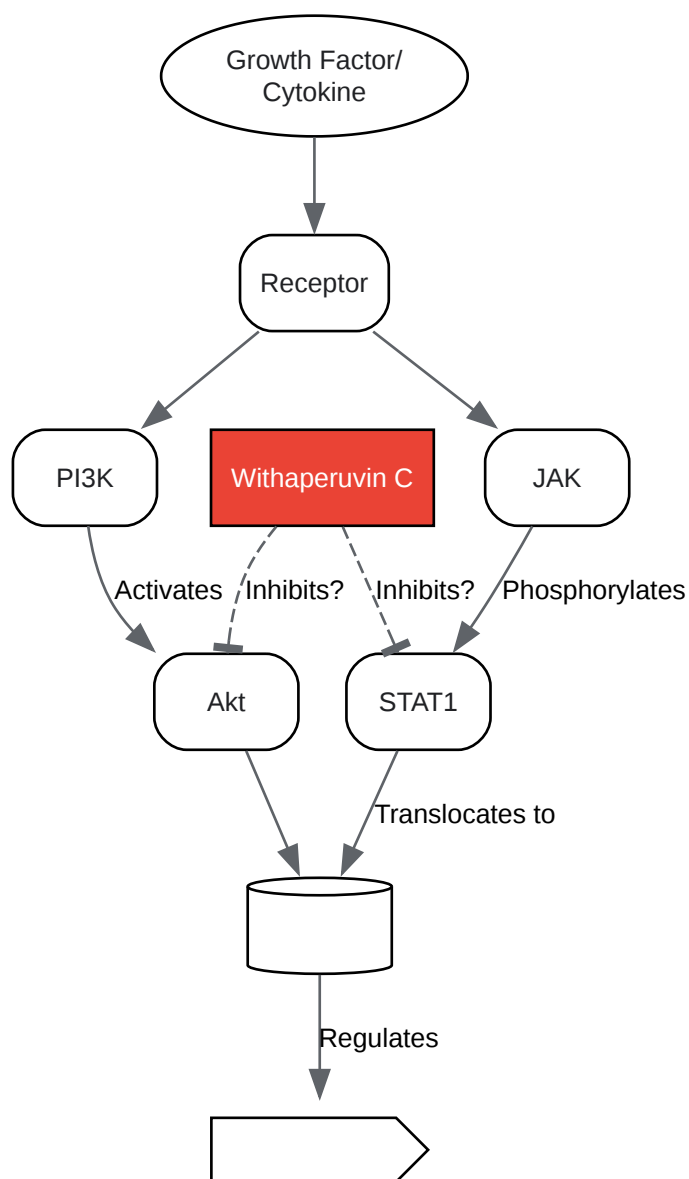 Growth Factor/
Cytokine
Receptor
PI3K
Withaperuvin C
JAK
Activates
Inhibits?
Inhibits?
Phosphorylates
Akt
STAT1
Translocates to
Regulates